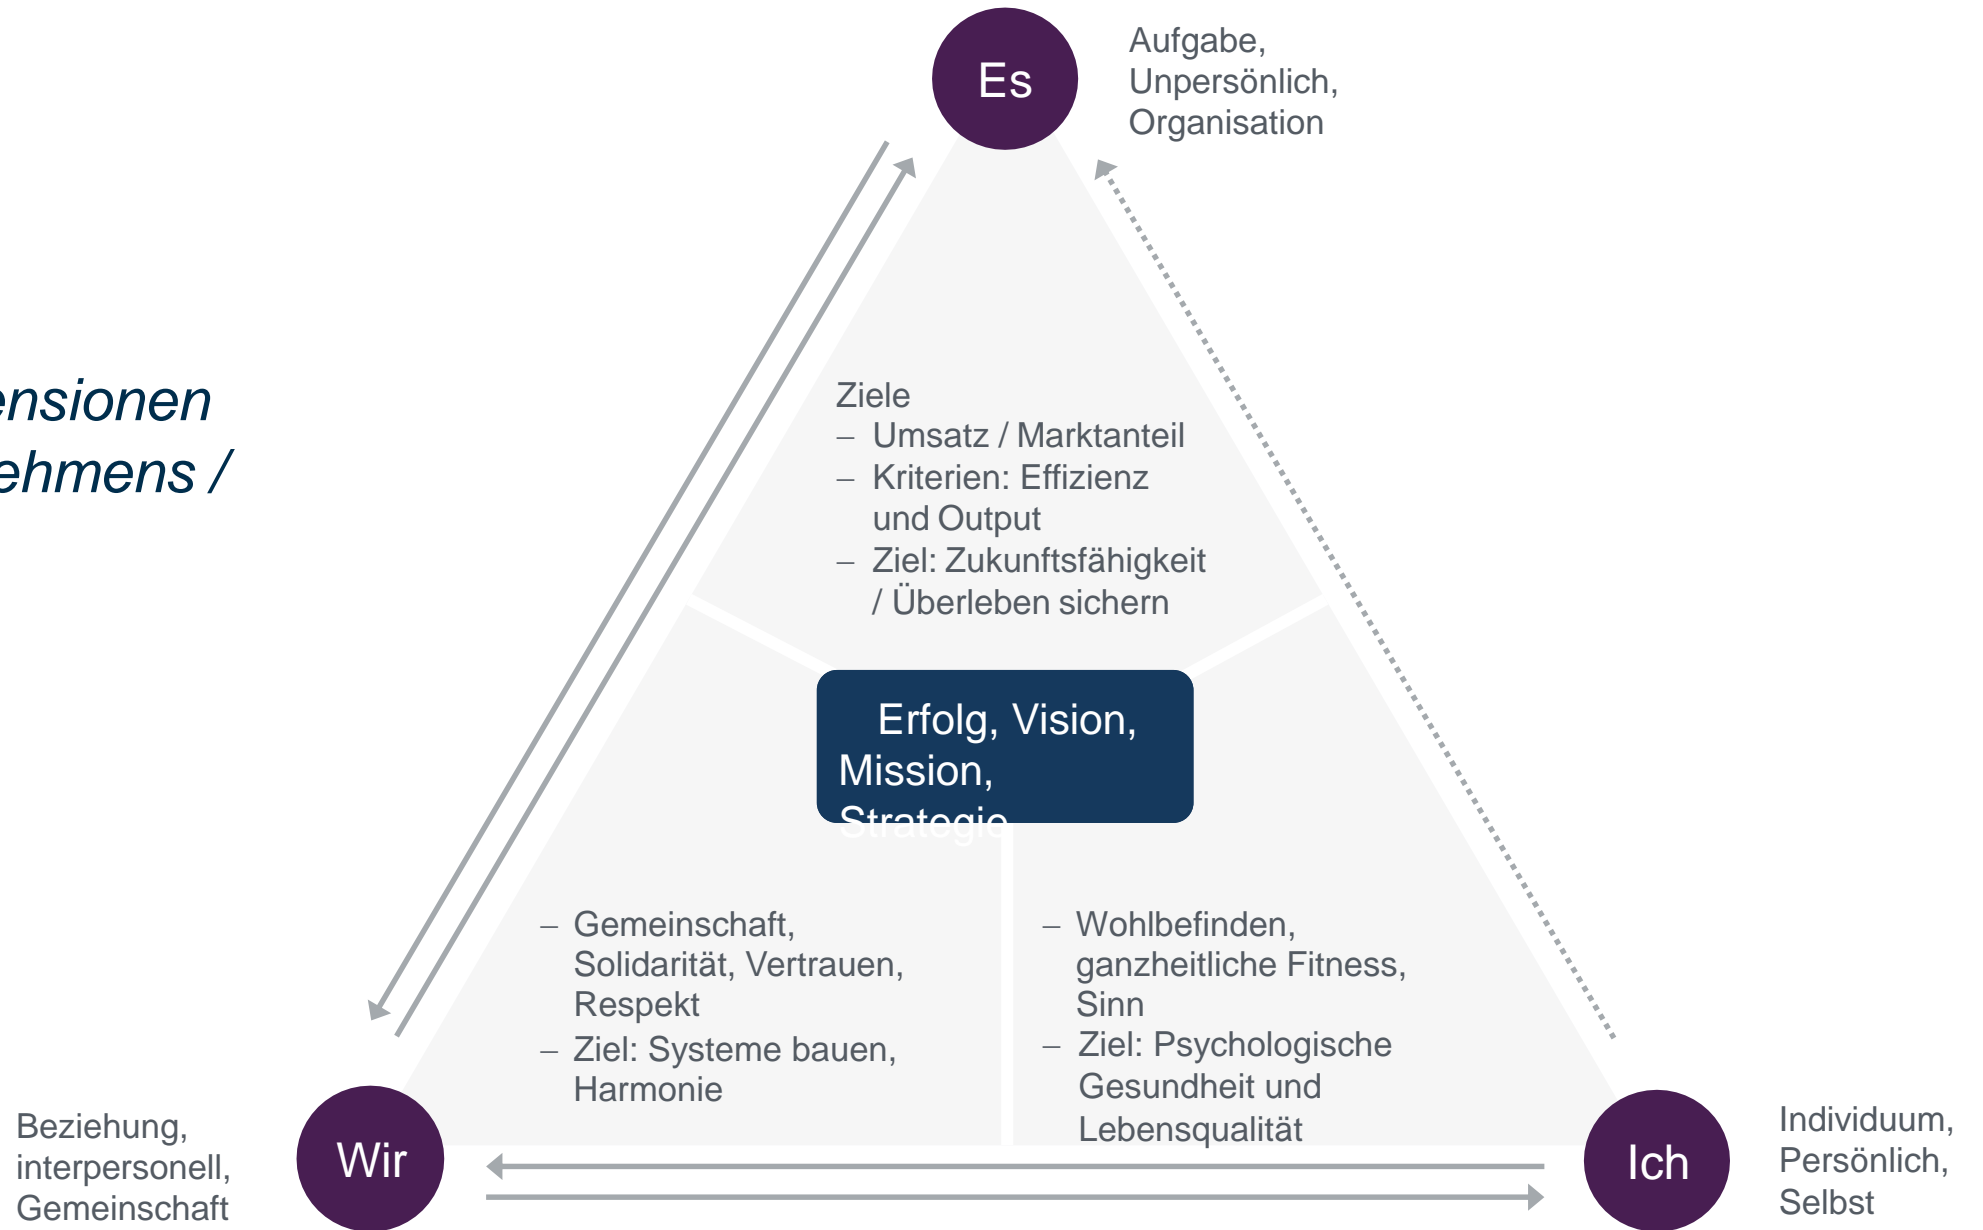 Es
Aufgabe,
Unpersönlich,
Organisation
ensionen
ehmens /
Ziele
– Umsatz / Marktanteil
– Kriterien: Effizienz
und Output
– Ziel: Zukunftsfähigkeit
/ Überleben sichern
Erfolg, Vision,
Mission,
Strategie
– Gemeinschaft,
Solidarität, Vertrauen,
Respekt
– Ziel: Systeme bauen,
Harmonie
– Wohlbefinden,
ganzheitliche Fitness,
Sinn
– Ziel: Psychologische
Gesundheit und
Lebensqualität
Beziehung,
interpersonell,
Gemeinschaft
Wir
Ich
Individuum,
Persönlich,
Selbst